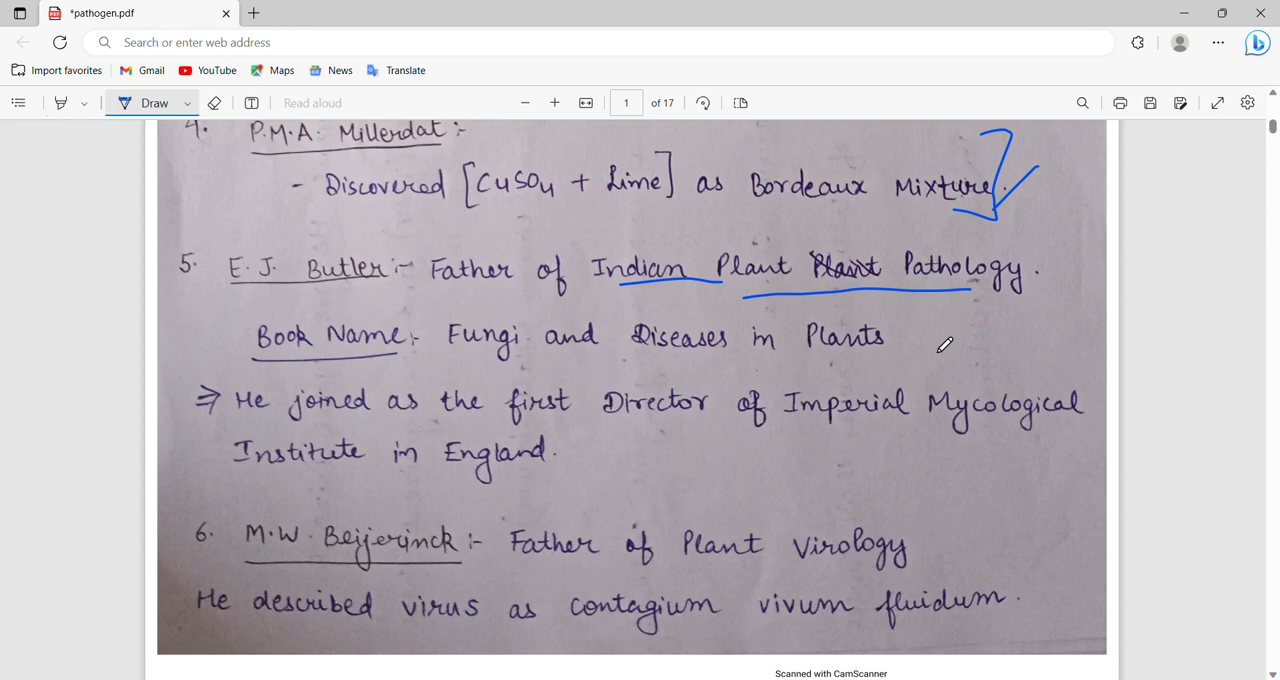 *pathogen.pdf
Search or enter web address
Import favorites Gmail YouTube Maps News Translate
Draw Read aloud 1 of 17
4. P.M.A. Millerdat :-
- Discovered [CuSO4 + Lime] as Bordeaux Mixture.
5. E.J. Butler :- Father of Indian Plant Plant Pathology.
Book Name :- Fungi and Diseases in Plants
⇒ He joined as the first Director of Imperial Mycological
Institute in England.
6. M.W. Beijerinck :- Father of Plant Virology
He described virus as contagium vivum fluidum.
Scanned with CamScanner